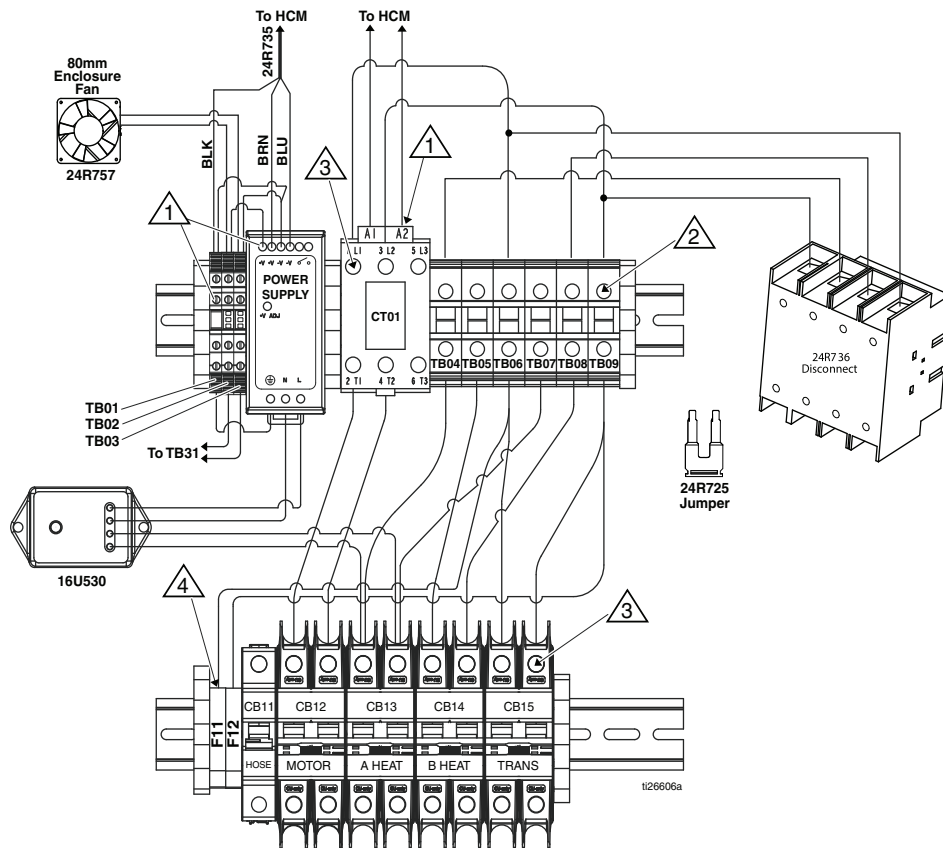 To HCM
To HCM
24R735
80mm
Enclosure
Fan
24R757
BLK
BRN
BLU
1
3
1
2
A1
A2
1 L1
3 L2
5 L3
+V +V -V -V
POWER
SUPPLY
+V ADJ
N L
CT01
2 T1
4 T2
6 T3
TB04
TB05
TB06
TB07
TB08
TB09
24R736
Disconnect
TB01
TB02
TB03
To TB31
24R725
Jumper
16U530
4
3
F11
F12
CB11
CB12
CB13
CB14
CB15
HOSE
MOTOR
A HEAT
B HEAT
TRANS
ti26606a